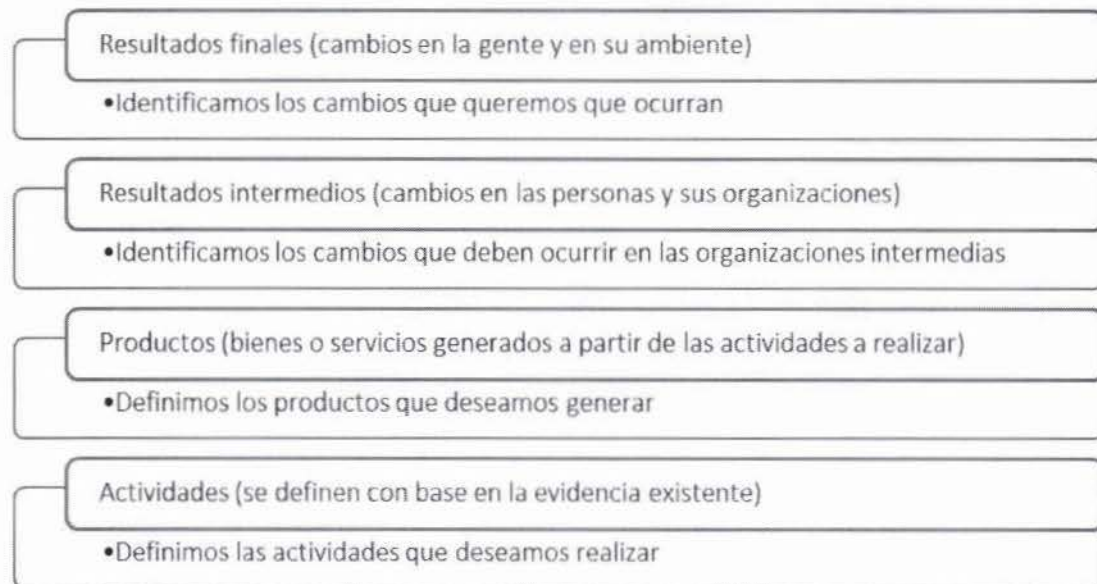 Resultados finales (cambios en la gente y en su ambiente)
•Identificamos los cambios que queremos que ocurran
Resultados intermedios (cambios en las personas y sus organizaciones)
•Identificamos los cambios que deben ocurrir en las organizaciones intermedias
Productos (bienes o servicios generados a partir de las actividades a realizar)
•Definimos los productos que deseamos generar
Actividades (se definen con base en la evidencia existente)
•Definimos las actividades que deseamos realizar